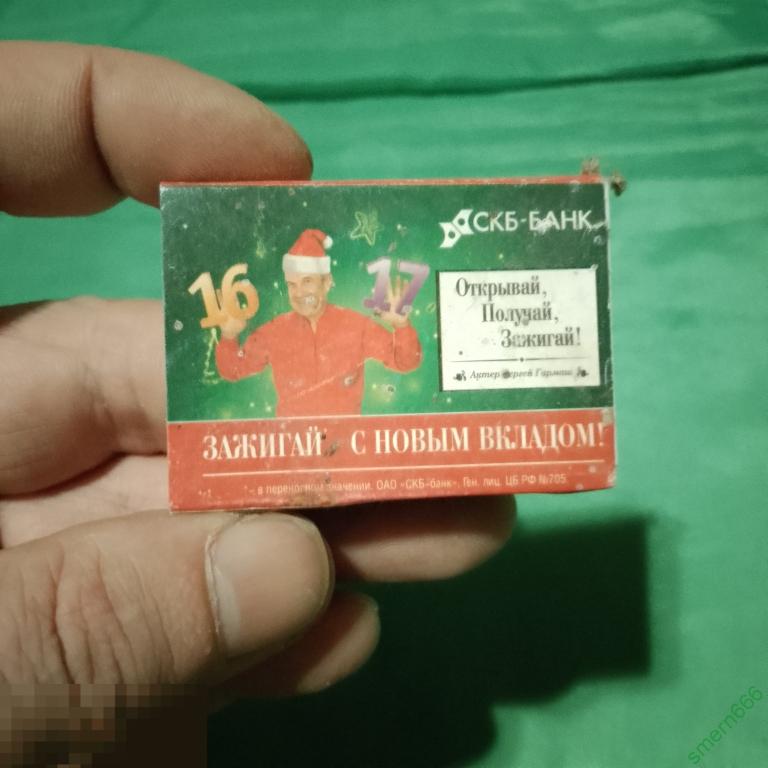 СКБ-БАНК
16 17
Открывай,
Получай,
Зажигай!
Актер Сергей Гармаш
ЗАЖИГАЙ* С НОВЫМ ВКЛАДОМ!
*- в переносном значении. ОАО «СКБ-банк». Ген. лиц. ЦБ РФ №705.
smern666